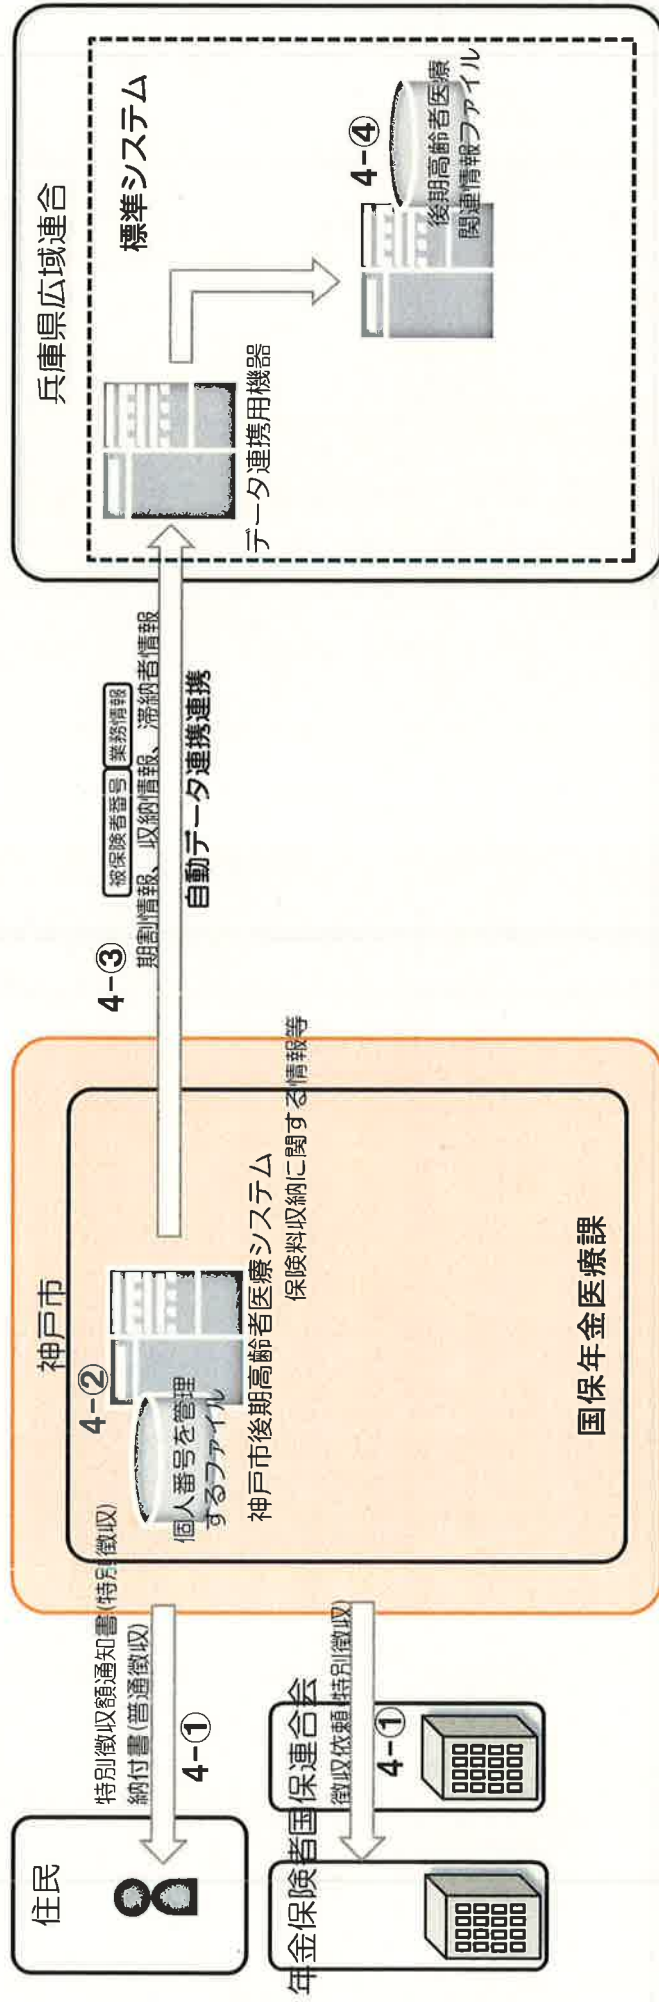 住民
特別徴収額通知書(特別徴収)
納付書(普通徴収)
4-①
年金保険者
国保連合会
徴収依頼(特別徴収)
4-①
神戸市
4-②
個人番号を管理
するファイル
神戸市後期高齢者医療システム
保険料収納に関する情報等
国保年金医療課
4-③
被保険者番号
業務情報
期割情報、収納情報、滞納者情報
自動データ連携連携
兵庫県広域連合
標準システム
データ連携用機器
4-④
後期高齢者医療
関連情報ファイル